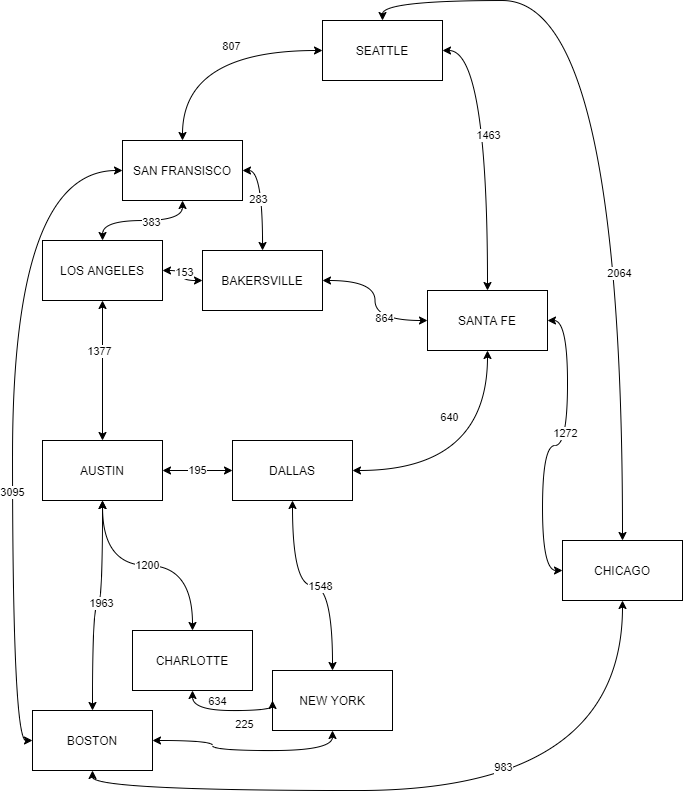 807
SEATTLE
1463
SAN FRANSISCO
283
383
LOS ANGELES
153
BAKERSVILLE
2064
864
SANTA FE
1377
640
1272
AUSTIN
195
DALLAS
3095
1200
1548
CHICAGO
1963
CHARLOTTE
634
NEW YORK
225
BOSTON
983